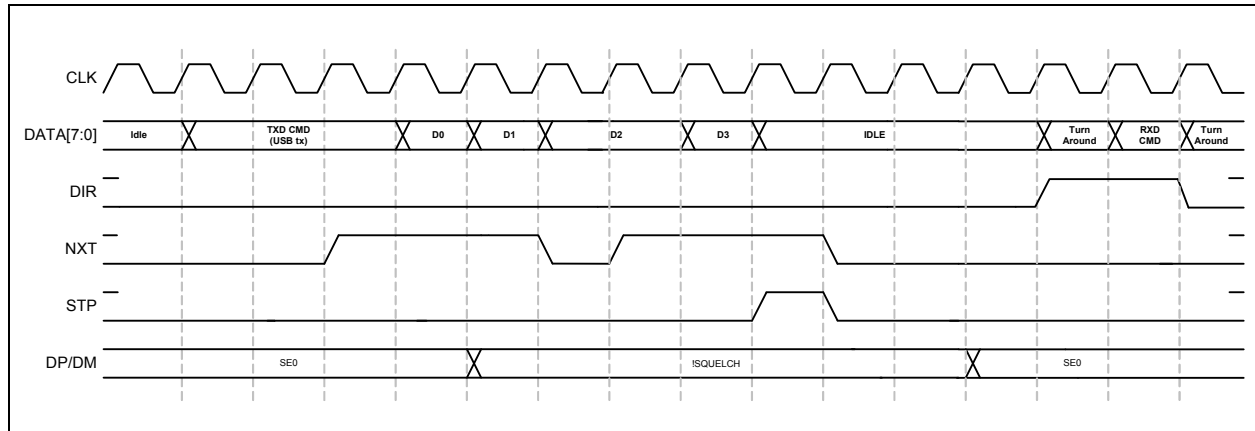 CLK
DATA[7:0]
Idle
TXD CMD
(USB tx)
D0
D1
D2
D3
IDLE
Turn
Around
RXD
CMD
Turn
Around
DIR
NXT
STP
DP/DM
SE0
!SQUELCH
SE0